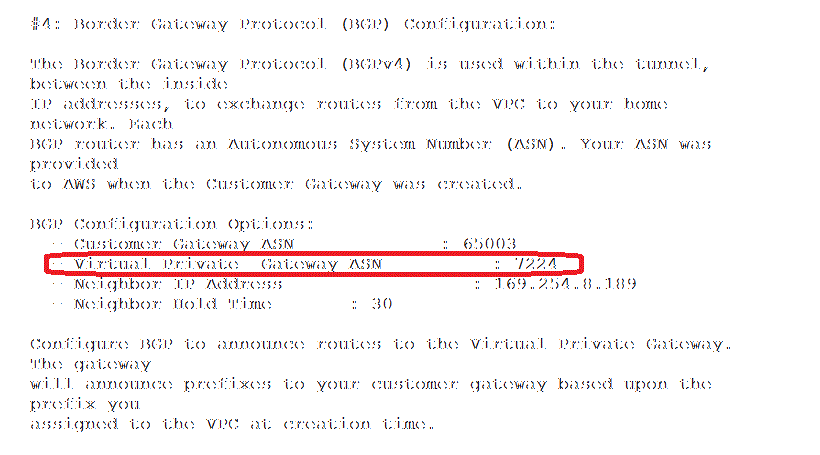 #4: Border Gateway Protocol (BGP) Configuration:
The Border Gateway Protocol (BGPv4) is used within the tunnel,
between the inside
IP addresses, to exchange routes from the VPC to your home
network. Each
BGP router has an Autonomous System Number (ASN). Your ASN was
provided
to AWS when the Customer Gateway was created.
BGP Configuration Options:
- Customer Gateway ASN : 65003
- Virtual Private Gateway ASN : 7224
- Neighbor IP Address : 169.254.8.189
- Neighbor Hold Time : 30
Configure BGP to announce routes to the Virtual Private Gateway.
The gateway
will announce prefixes to your customer gateway based upon the
prefix you
assigned to the VPC at creation time.